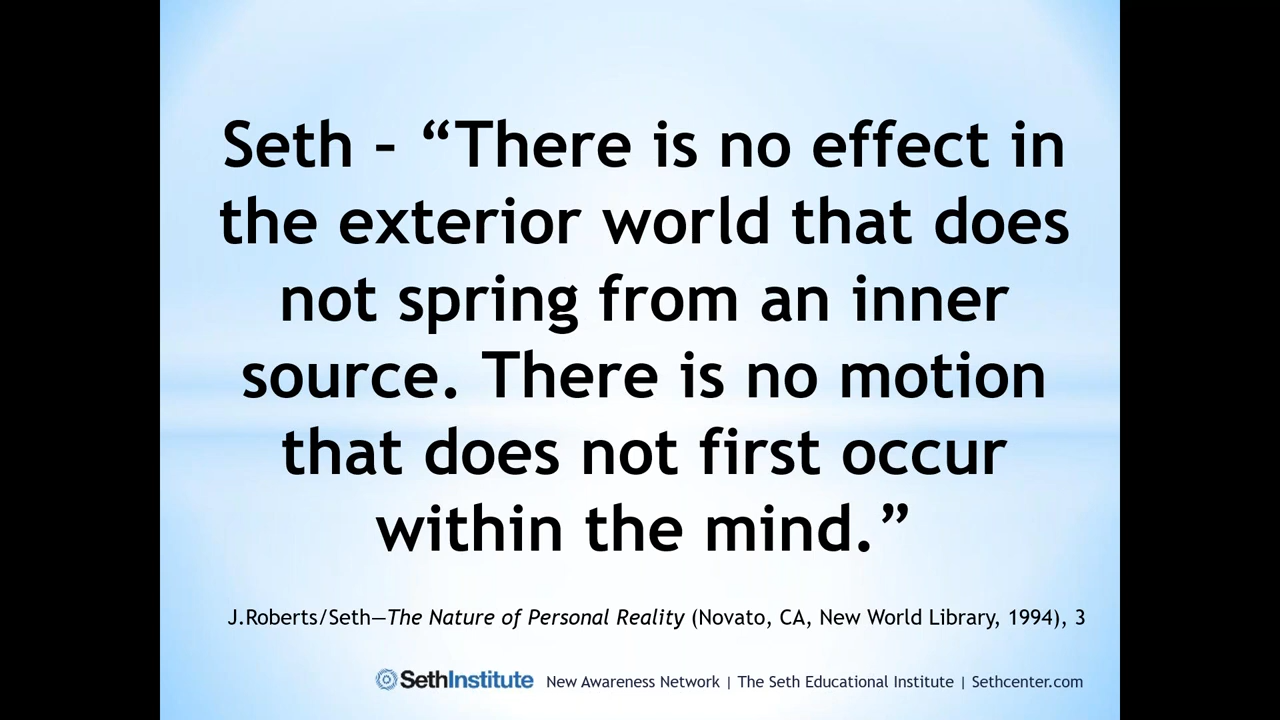 Seth – “There is no effect in
the exterior world that does
not spring from an inner
source. There is no motion
that does not first occur
within the mind.”
J.Roberts/Seth—The Nature of Personal Reality (Novato, CA, New World Library, 1994), 3
SethInstitute New Awareness Network | The Seth Educational Institute | Sethcenter.com